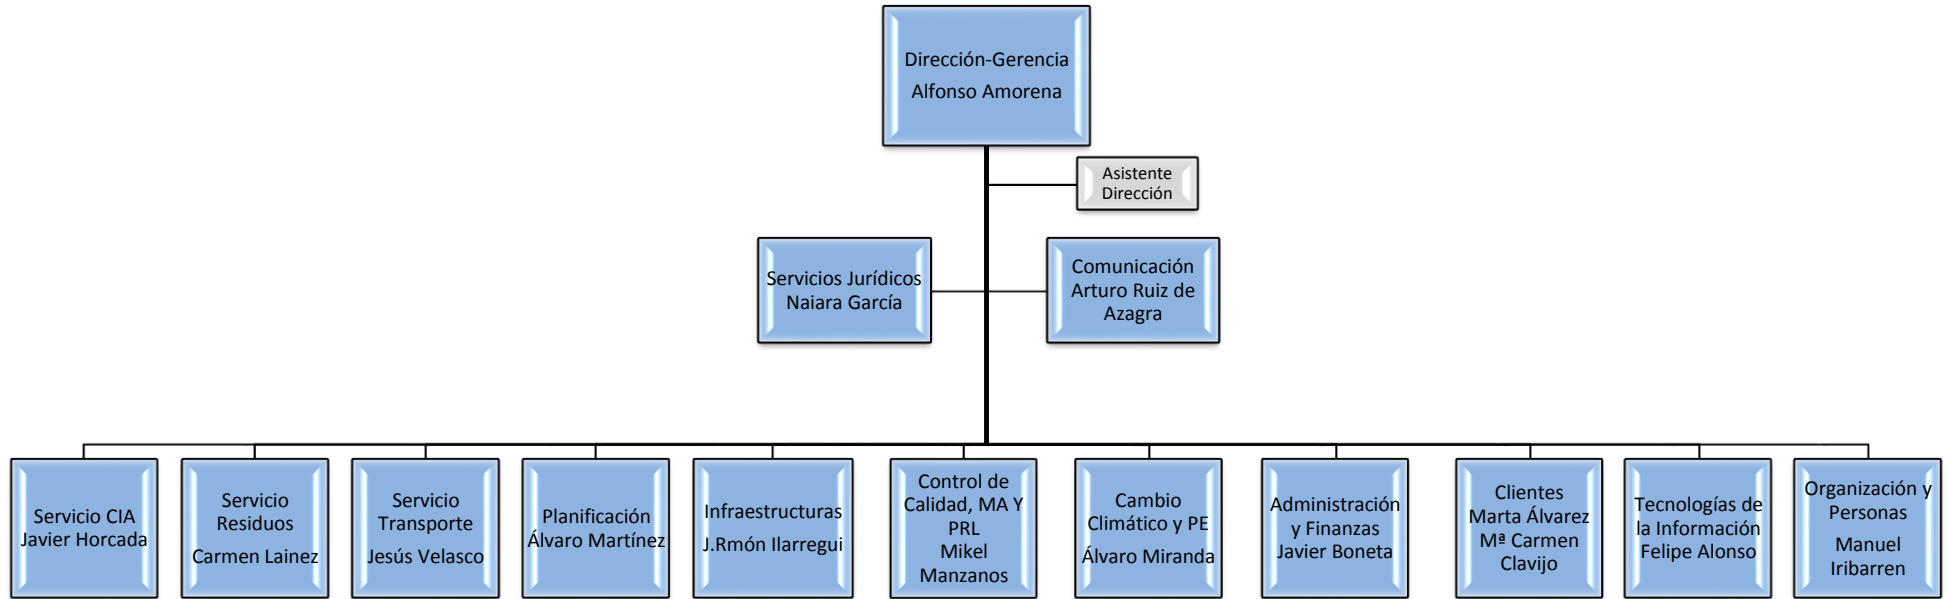 Dirección-Gerencia
Alfonso Amorena
Asistente
Dirección
Servicios Jurídicos
Naiara García
Comunicación
Arturo Ruiz de
Azagra
Servicio CIA
Javier Horcada
Servicio
Residuos
Carmen Lainez
Servicio
Transporte
Jesús Velasco
Planificación
Álvaro Martínez
Infraestructuras
J.Rmón Ilarregui
Control de
Calidad, MA Y
PRL
Mikel
Manzanos
Cambio
Climático y PE
Álvaro Miranda
Administración
y Finanzas
Javier Boneta
Clientes
Marta Álvarez
Mª Carmen
Clavijo
Tecnologías de
la Información
Felipe Alonso
Organización y
Personas
Manuel
Iribarren